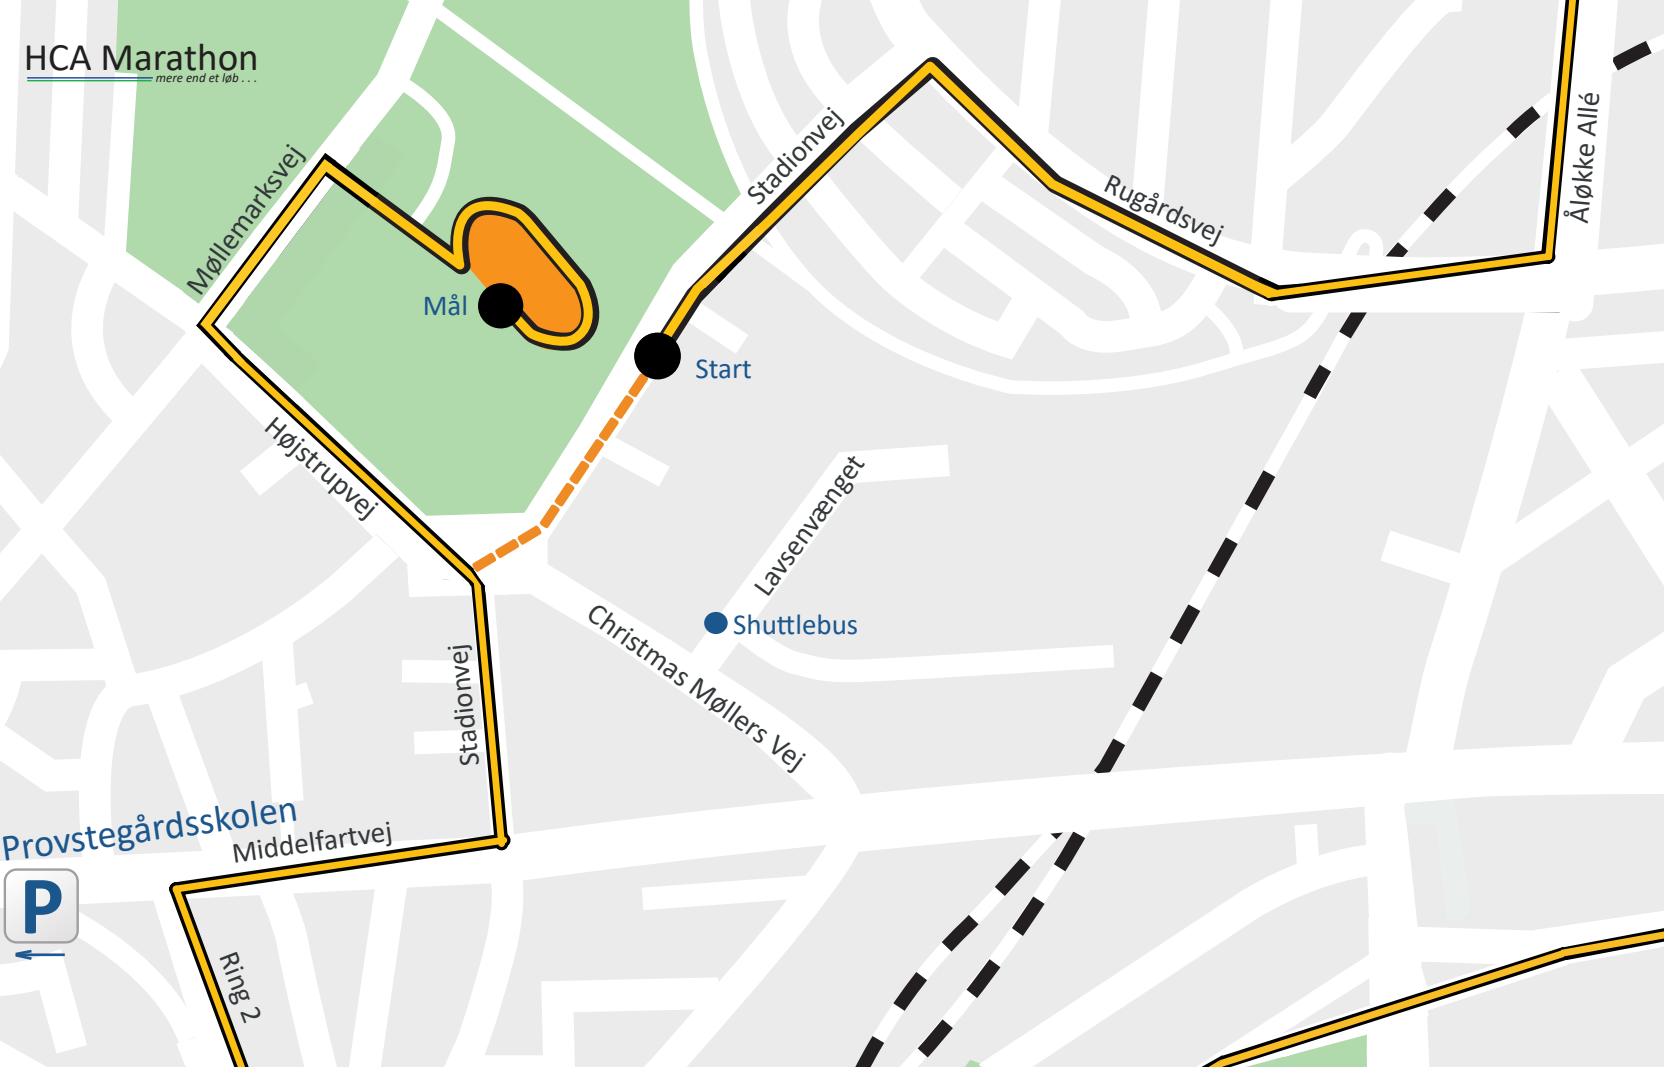 HCA Marathon
mere end et løb . . .
Møllemarksvej
Stadionvej
Rugårdsvej
Åløkke Allé
Mål
Start
Højstrupvej
Lavsenvænget
Shuttlebus
Christmas Møllers Vej
Stadionvej
Provstegårdsskolen
Middelfartvej
P
Ring 2